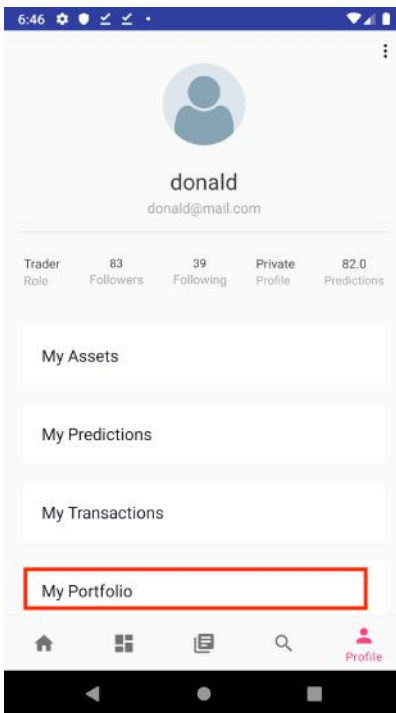 6:46
donald
donald@mail.com
Trader 83 39 Private 82.0
Role Followers Following Profile Predictions
My Assets
My Predictions
My Transactions
My Portfolio
Profile